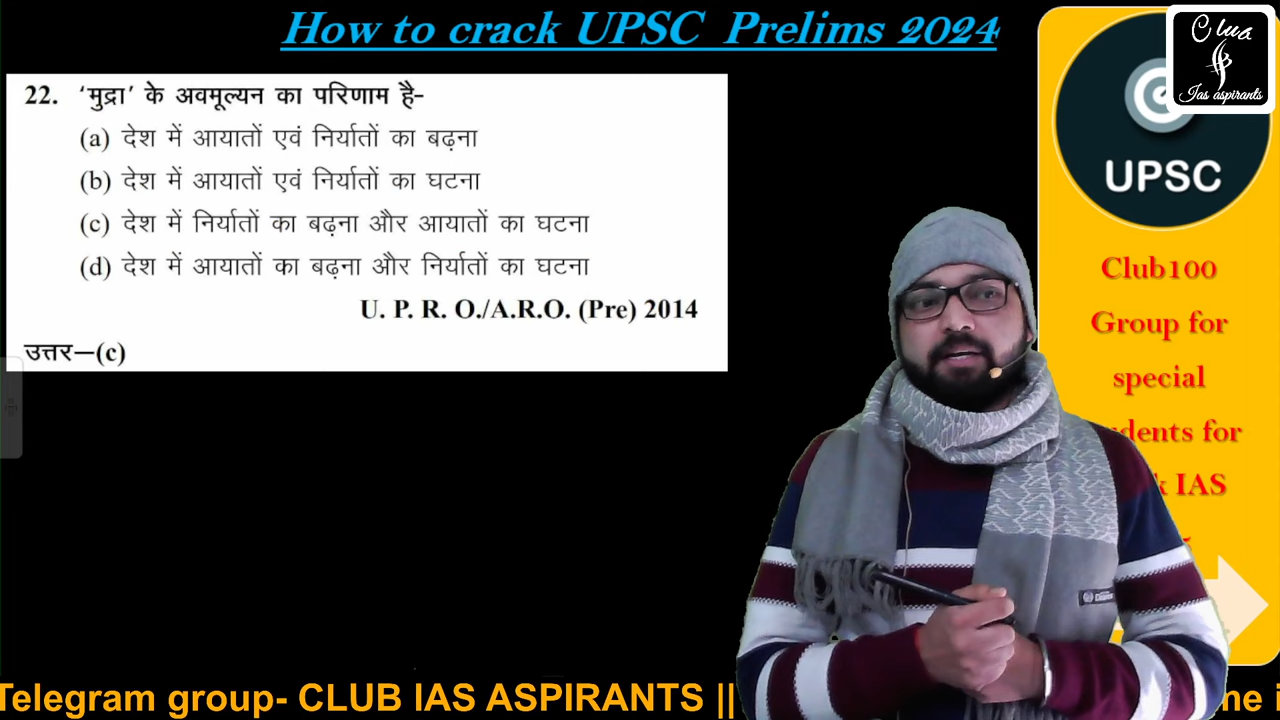 How to crack UPSC Prelims 2024
Clua
Ias aspirants
UPSC
22. ‘मुद्रा’ के अवमूल्यन का परिणाम है-
(a) देश में आयातों एवं निर्यातों का बढ़ना
(b) देश में आयातों एवं निर्यातों का घटना
(c) देश में निर्यातों का बढ़ना और आयातों का घटना
(d) देश में आयातों का बढ़ना और निर्यातों का घटना
U. P. R. O./A.R.O. (Pre) 2014
उत्तर–(c)
Club100
Group for
special
for
IAS
Telegram group- CLUB IAS ASPIRANTS ||